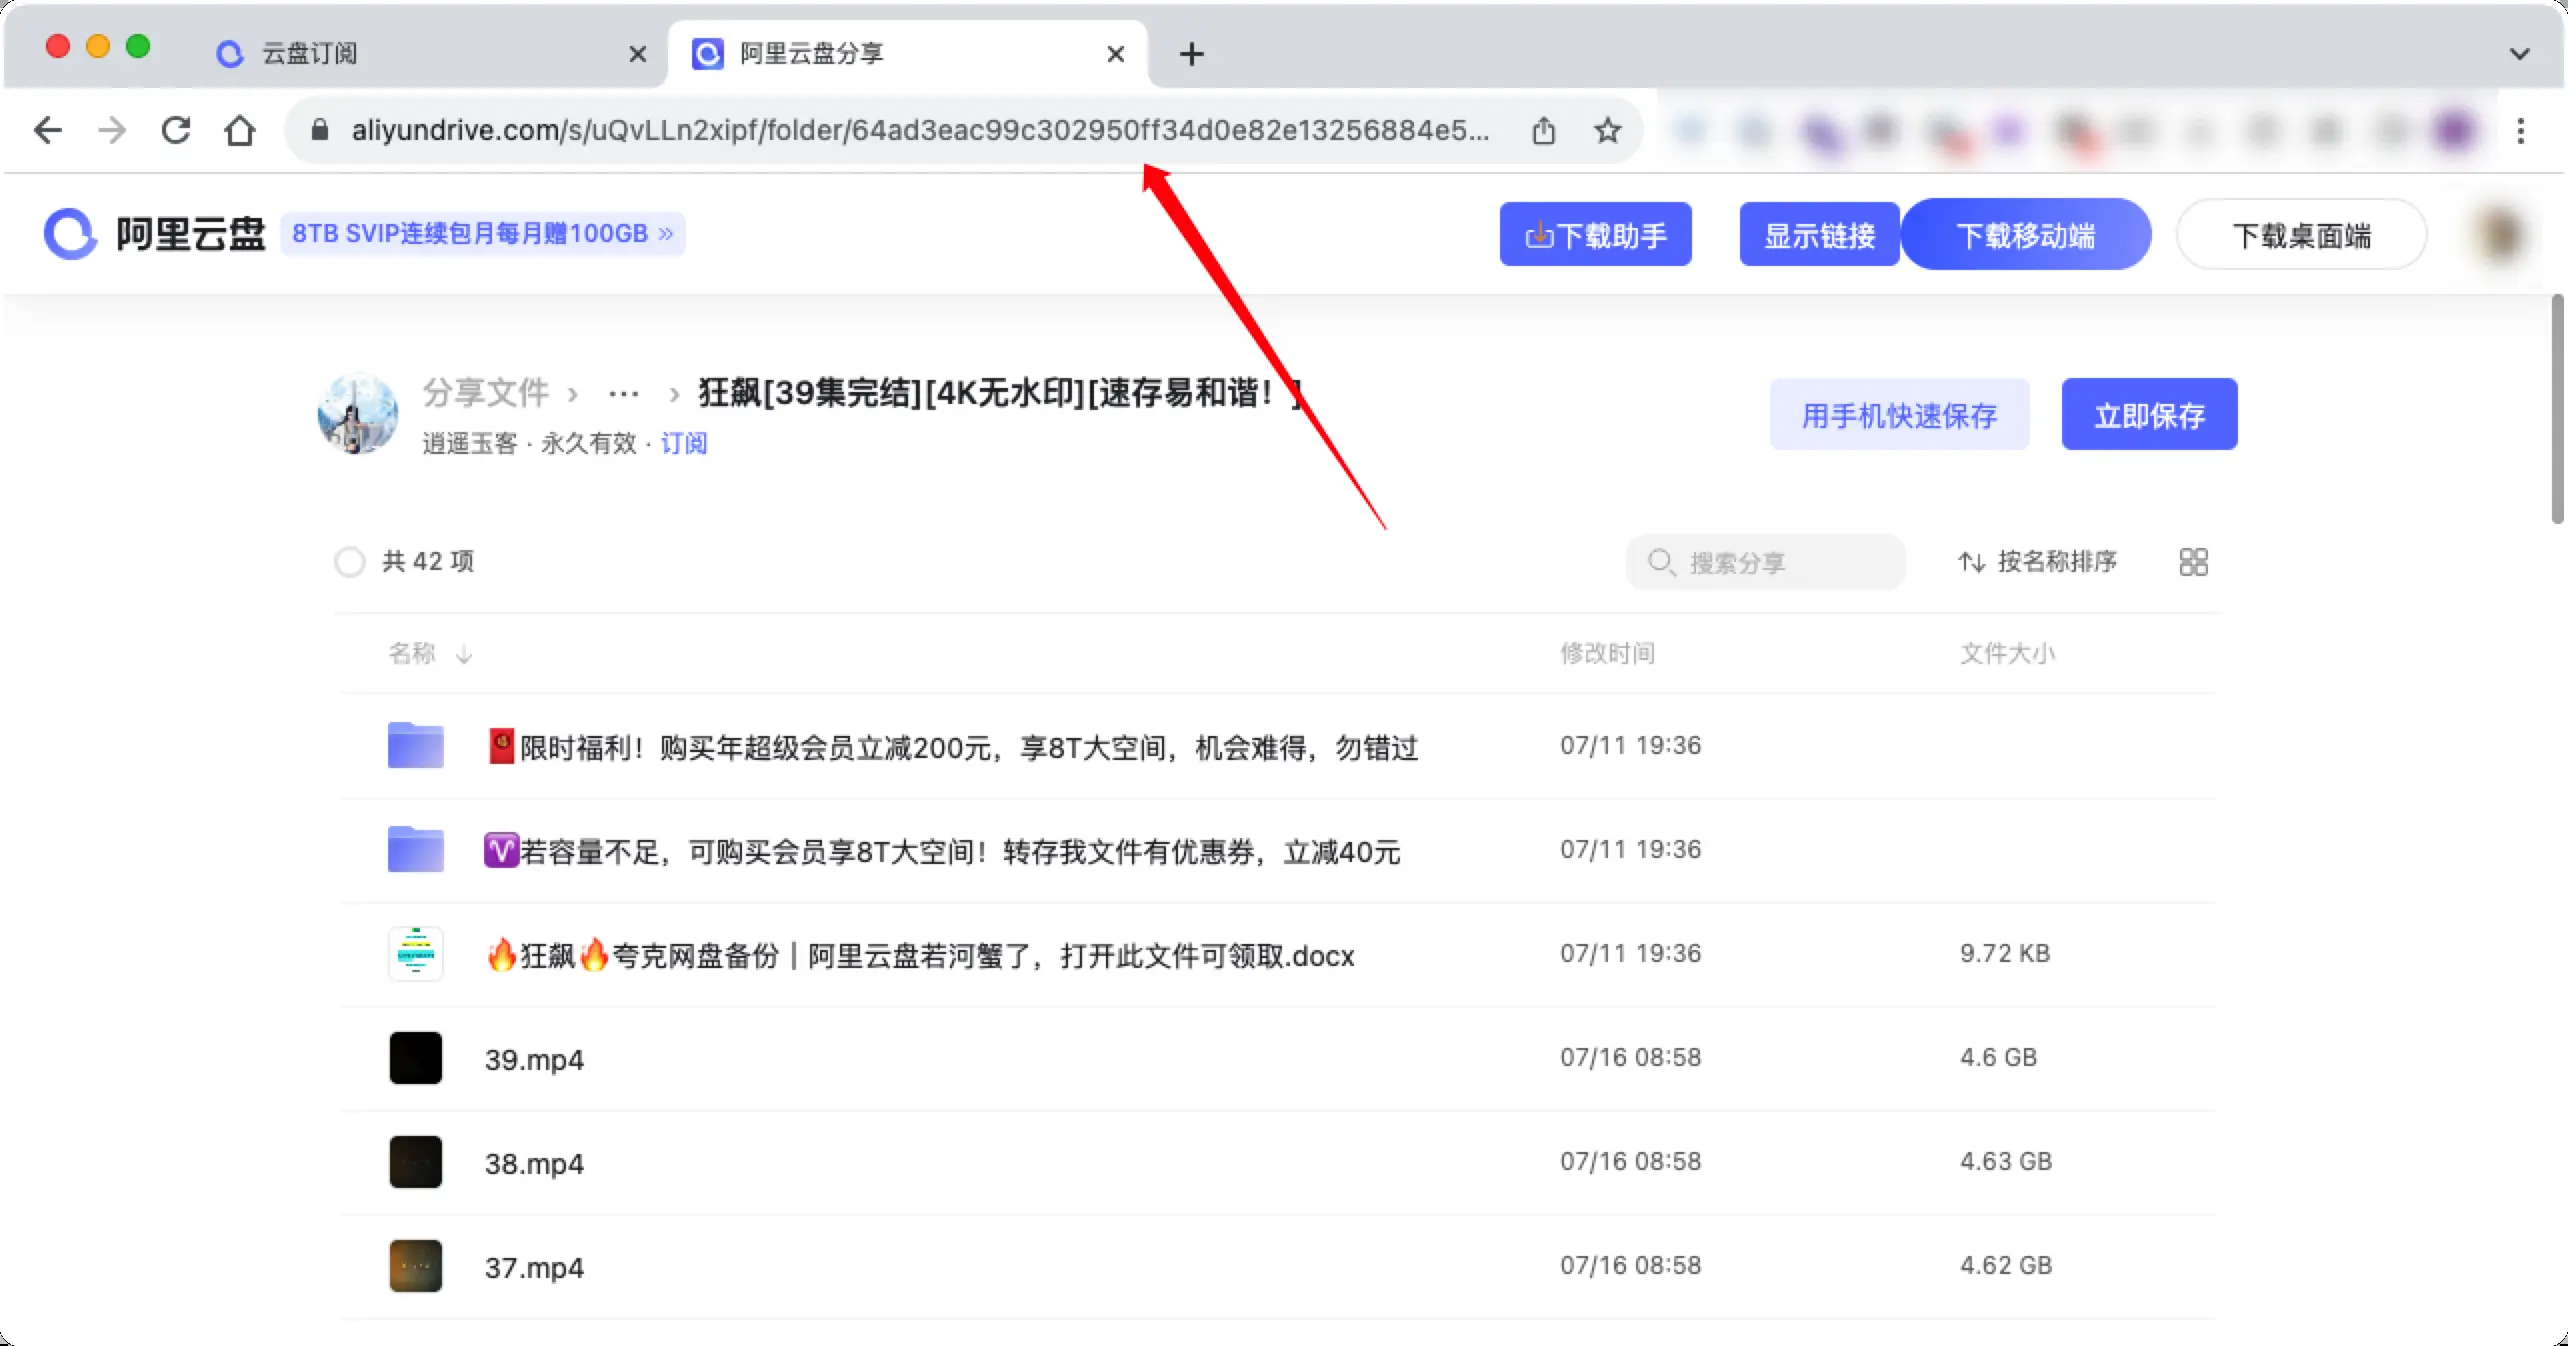 云盘订阅
阿里云盘分享
aliyundrive.com/s/uQvLLn2xipf/folder/64ad3eac99c302950ff34d0e82e13256884e5...
阿里云盘
8TB SVIP连续包月每月赠100GB »
下载助手
显示链接
下载移动端
下载桌面端
分享文件 › ··· › 狂飙[39集完结][4K无水印][速存易和谐！]
逍遥玉客 · 永久有效 · 订阅
用手机快速保存
立即保存
共 42 项
搜索分享
按名称排序
名称 ↓
修改时间
文件大小
🧧限时福利！购买年超级会员立减200元，享8T大空间，机会难得，勿错过
07/11 19:36
♈若容量不足，可购买会员享8T大空间！转存我文件有优惠券，立减40元
07/11 19:36
🔥狂飙🔥夸克网盘备份｜阿里云盘若河蟹了，打开此文件可领取.docx
07/11 19:36
9.72 KB
39.mp4
07/16 08:58
4.6 GB
38.mp4
07/16 08:58
4.63 GB
37.mp4
07/16 08:58
4.62 GB